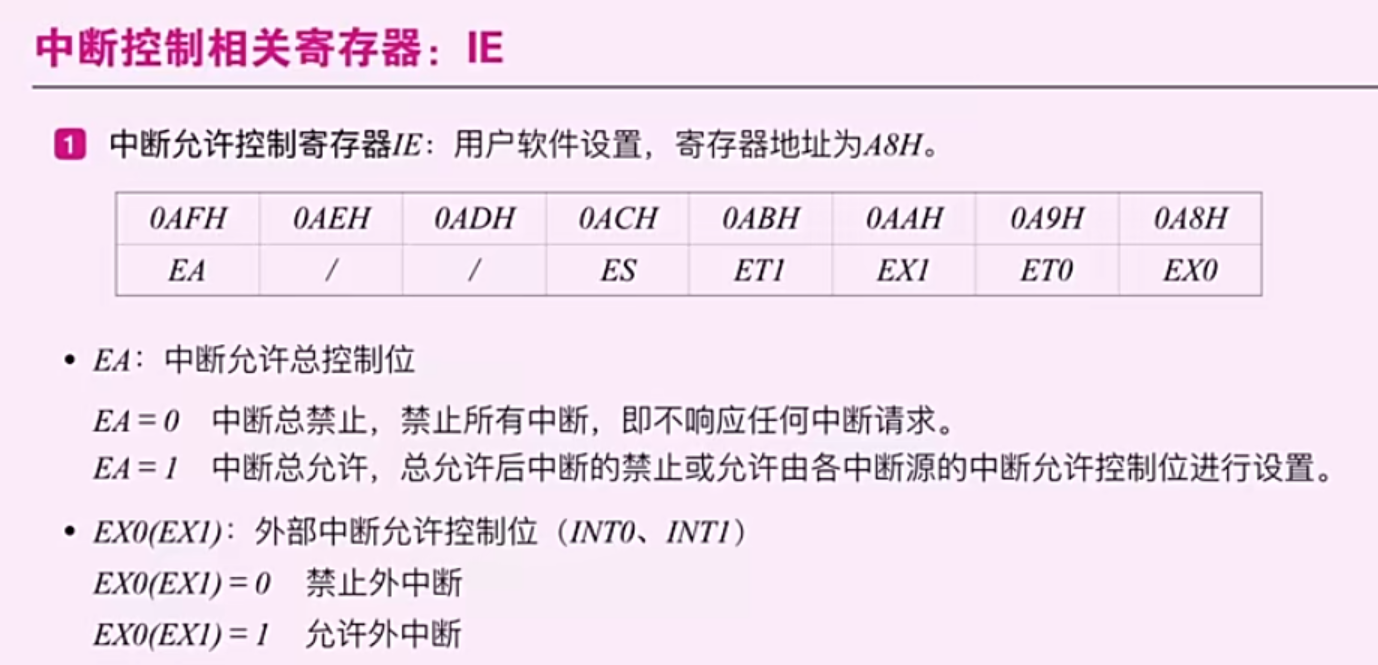 中断控制相关寄存器：IE
1 中断允许控制寄存器IE：用户软件设置，寄存器地址为A8H。
0AFH 0AEH 0ADH 0ACH 0ABH 0AAH 0A9H 0A8H
EA / / ES ET1 EX1 ET0 EX0
• EA：中断允许总控制位
EA = 0 中断总禁止，禁止所有中断，即不响应任何中断请求。
EA = 1 中断总允许，总允许后中断的禁止或允许由各中断源的中断允许控制位进行设置。
• EX0(EX1)：外部中断允许控制位（INT0、INT1）
EX0(EX1) = 0 禁止外中断
EX0(EX1) = 1 允许外中断